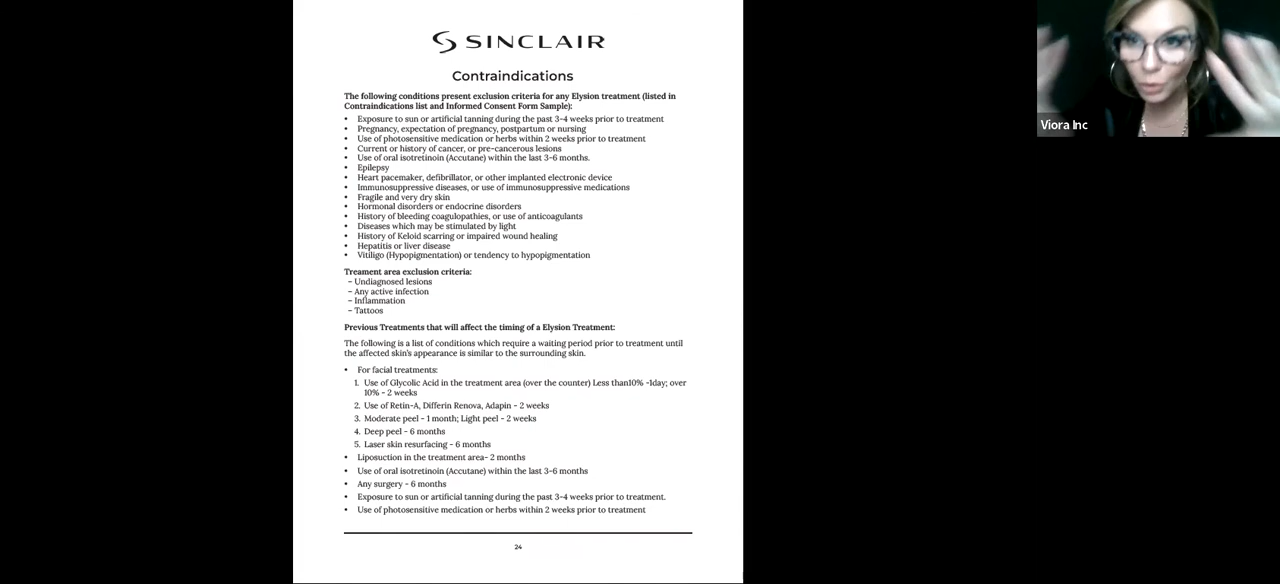 SINCLAIR
Contraindications
The following conditions present exclusion criteria for any Elysion treatment (listed in
Contraindications list and Informed Consent Form Sample):
• Exposure to sun or artificial tanning during the past 3-4 weeks prior to treatment
• Pregnancy, expectation of pregnancy, postpartum or nursing
• Use of photosensitive medication or herbs within 2 weeks prior to treatment
• Current or history of cancer, or pre-cancerous lesions
• Use of oral isotretinoin (Accutane) within the last 3-6 months.
• Epilepsy
• Heart pacemaker, defibrillator, or other implanted electronic device
• Immunosuppressive diseases, or use of immunosuppressive medications
• Fragile and very dry skin
• Hormonal disorders or endocrine disorders
• History of bleeding coagulopathies, or use of anticoagulants
• Diseases which may be stimulated by light
• History of Keloid scarring or impaired wound healing
• Hepatitis or liver disease
• Vitiligo (Hypopigmentation) or tendency to hypopigmentation
Treament area exclusion criteria:
– Undiagnosed lesions
– Any active infection
– Inflammation
– Tattoos
Previous Treatments that will affect the timing of a Elysion Treatment:
The following is a list of conditions which require a waiting period prior to treatment until
the affected skin's appearance is similar to the surrounding skin.
• For facial treatments:
1. Use of Glycolic Acid in the treatment area (over the counter) Less than10% -1day; over
10% - 2 weeks
2. Use of Retin-A, Differin Renova, Adapin - 2 weeks
3. Moderate peel - 1 month; Light peel - 2 weeks
4. Deep peel - 6 months
5. Laser skin resurfacing - 6 months
• Liposuction in the treatment area- 2 months
• Use of oral isotretinoin (Accutane) within the last 3-6 months
• Any surgery - 6 months
• Exposure to sun or artificial tanning during the past 3-4 weeks prior to treatment.
• Use of photosensitive medication or herbs within 2 weeks prior to treatment
24
Viora Inc